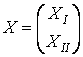 X = ( X_I
X_II )